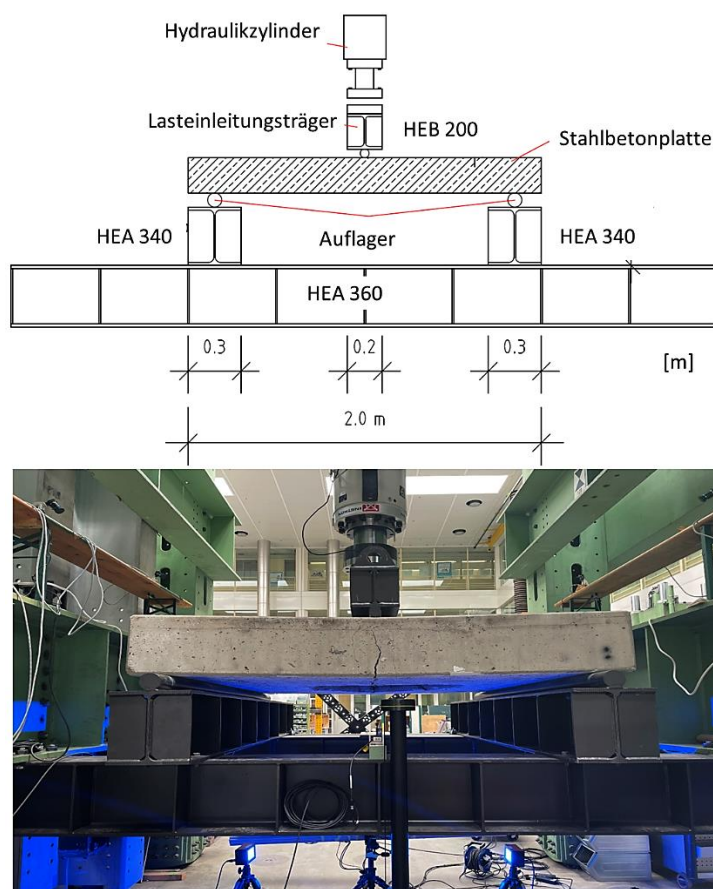 Hydraulikzylinder
Lasteinleitungsträger
HEB 200
Stahlbetonplatte
HEA 340
Auflager
HEA 340
HEA 360
0.3
0.2
0.3
[m]
2.0 m